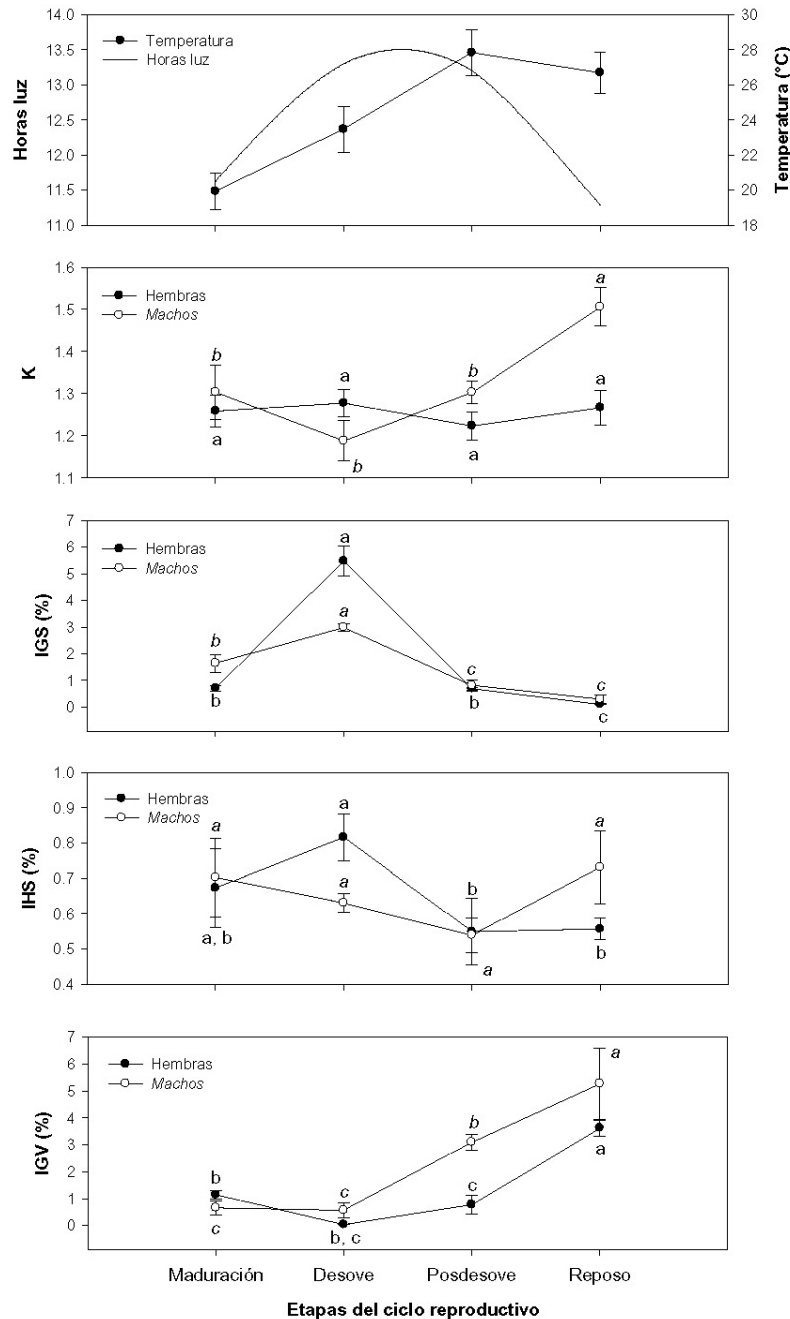 14.0
13.5
13.0
12.5
12.0
11.5
11.0
Horas luz
Temperatura
Horas luz
30
28
26
24
22
20
18
Temperatura (°C)
1.6
1.5
1.4
1.3
1.2
1.1
K
Hembras
Machos
b
a
a
b
b
a
a
a
7
6
5
4
3
2
1
0
IGS (%)
Hembras
Machos
b
b
a
a
c
b
c
c
1.0
0.9
0.8
0.7
0.6
0.5
0.4
IHS (%)
Hembras
Machos
a
a, b
a
a
b
a
a
b
7
6
5
4
3
2
1
0
IGV (%)
Hembras
Machos
b
c
c
b, c
b
c
a
a
Maduración Desove Posdesove Reposo
Etapas del ciclo reproductivo